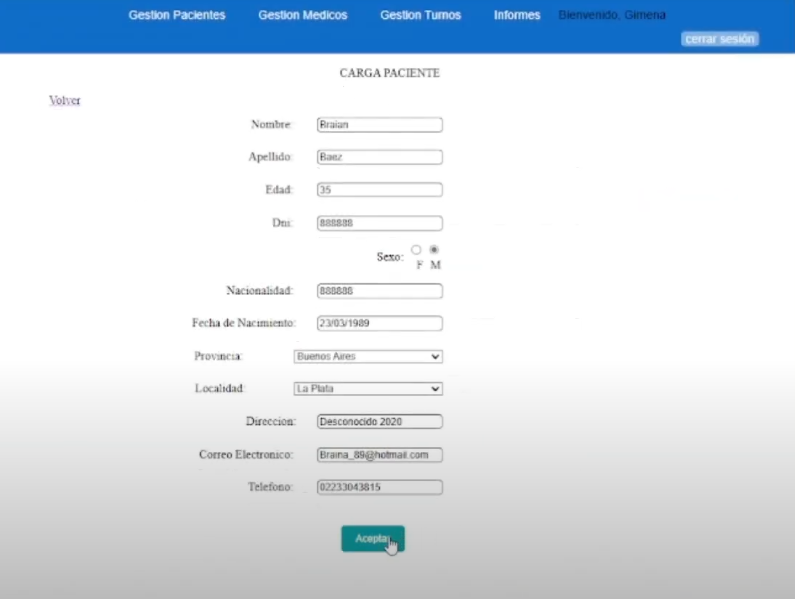 Gestion Pacientes Gestion Medicos Gestion Turnos Informes Bienvenido, Gimena
cerrar sesión
CARGA PACIENTE
Volver
Nombre: Braian
Apellido: Baez
Edad: 35
Dni: 888888
Sexo:
F M
Nacionalidad: 888888
Fecha de Nacimiento: 23/03/1989
Provincia: Buenos Aires
Localidad: La Plata
Direccion: Desconocido 2020
Correo Electronico: Braina_89@hotmail.com
Telefono: 02233043815
Aceptar